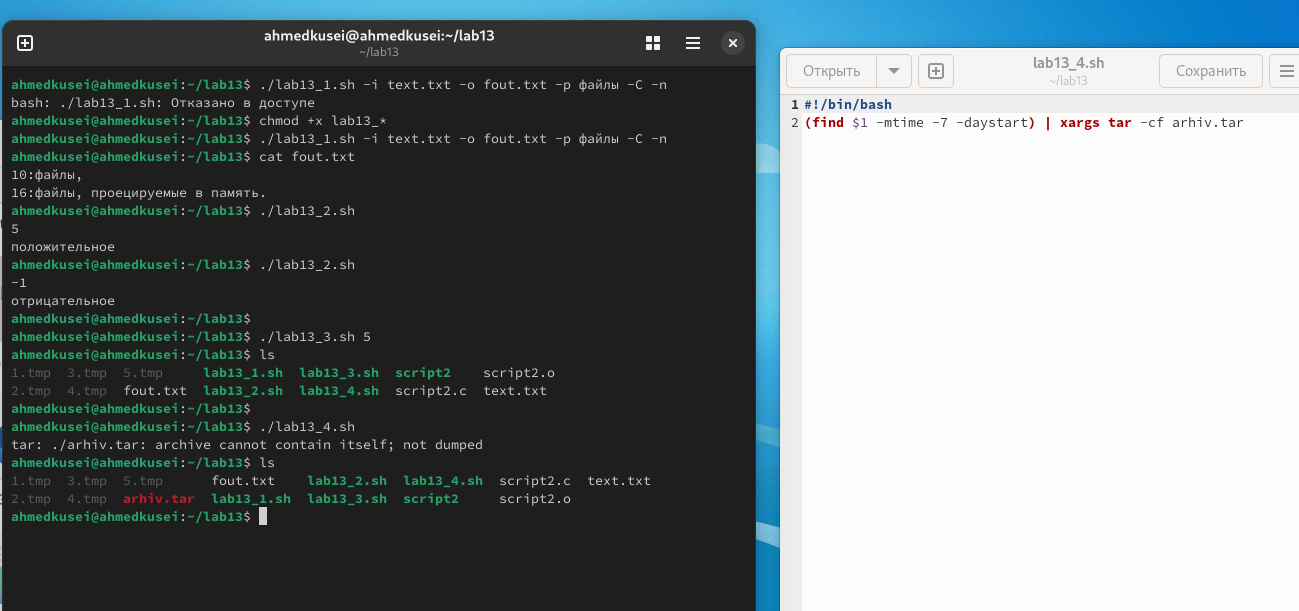 ahmedkusei@ahmedkusei:~/lab13
~/lab13
ahmedkusei@ahmedkusei:~/lab13$ ./lab13_1.sh -i text.txt -o fout.txt -p файлы -C -n
bash: ./lab13_1.sh: Отказано в доступе
ahmedkusei@ahmedkusei:~/lab13$ chmod +x lab13_*
ahmedkusei@ahmedkusei:~/lab13$ ./lab13_1.sh -i text.txt -o fout.txt -p файлы -C -n
ahmedkusei@ahmedkusei:~/lab13$ cat fout.txt
10:файлы,
16:файлы, проецируемые в память.
ahmedkusei@ahmedkusei:~/lab13$ ./lab13_2.sh
5
положительное
ahmedkusei@ahmedkusei:~/lab13$ ./lab13_2.sh
-1
отрицательное
ahmedkusei@ahmedkusei:~/lab13$
ahmedkusei@ahmedkusei:~/lab13$ ./lab13_3.sh 5
ahmedkusei@ahmedkusei:~/lab13$ ls
1.tmp 3.tmp 5.tmp lab13_1.sh lab13_3.sh script2 script2.o
2.tmp 4.tmp fout.txt lab13_2.sh lab13_4.sh script2.c text.txt
ahmedkusei@ahmedkusei:~/lab13$
ahmedkusei@ahmedkusei:~/lab13$ ./lab13_4.sh
tar: ./arhiv.tar: archive cannot contain itself; not dumped
ahmedkusei@ahmedkusei:~/lab13$ ls
1.tmp 3.tmp 5.tmp fout.txt lab13_2.sh lab13_4.sh script2.c text.txt
2.tmp 4.tmp arhiv.tar lab13_1.sh lab13_3.sh script2 script2.o
ahmedkusei@ahmedkusei:~/lab13$
Открыть
lab13_4.sh
~/lab13
Сохранить
1 #!/bin/bash
2 (find $1 -mtime -7 -daystart) | xargs tar -cf arhiv.tar